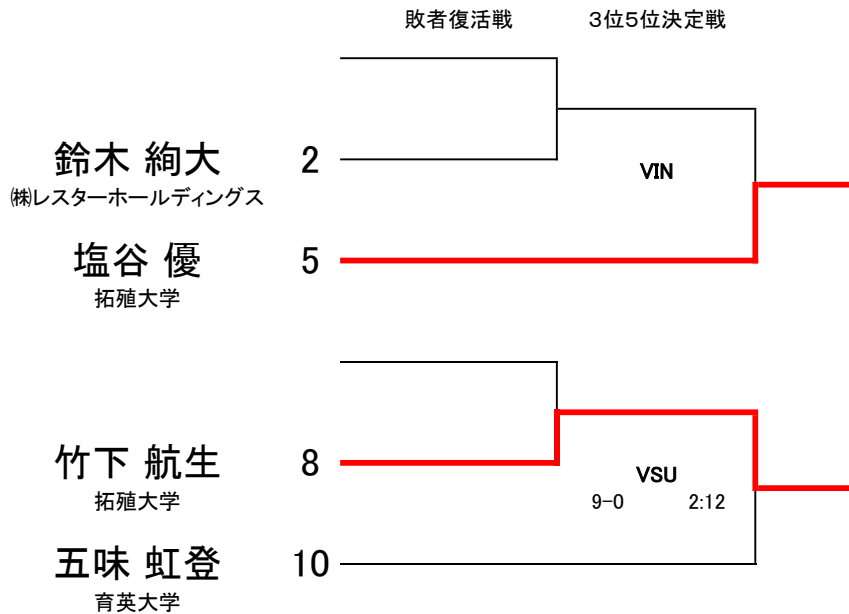 敗者復活戦 3位5位決定戦
鈴木 絢大 2
㈱レスターホールディングス
VIN
塩谷 優 5
拓殖大学
竹下 航生 8
拓殖大学
VSU
9-0 2:12
五味 虹登 10
育英大学